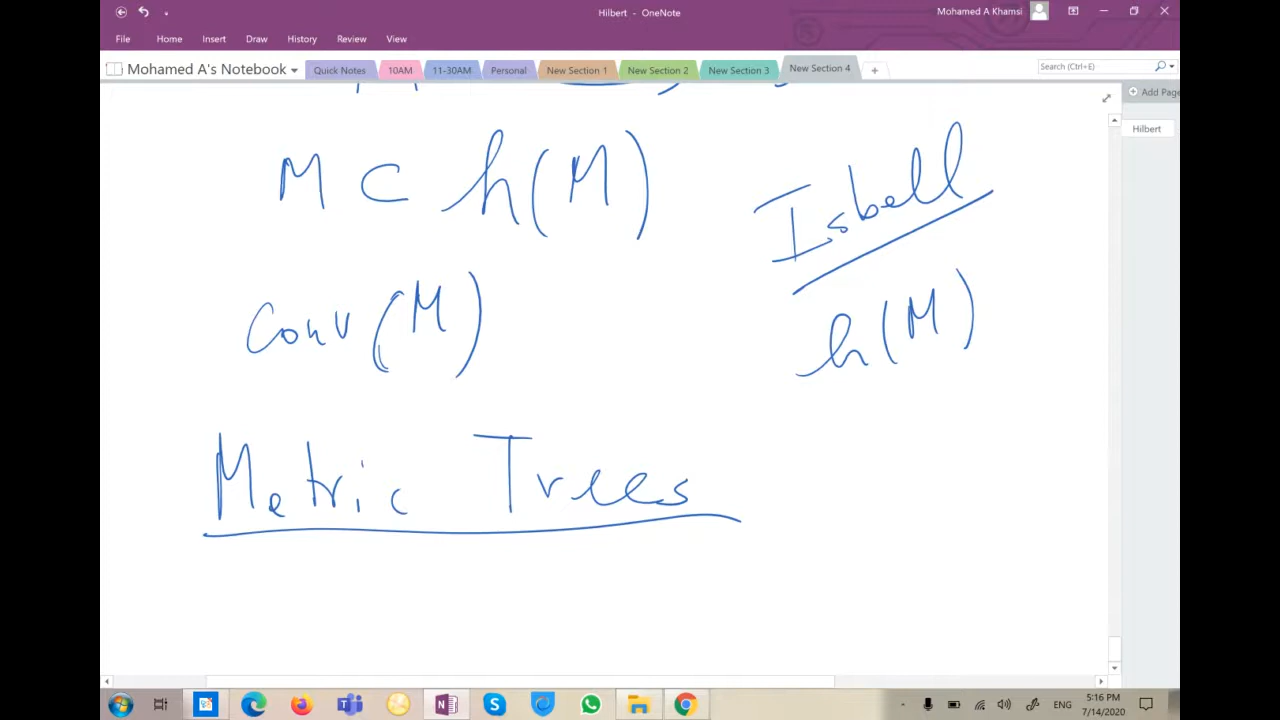 Hilbert - OneNote
Mohamed A Khamsi
File Home Insert Draw History Review View
Mohamed A's Notebook
Quick Notes 10AM 11-30AM Personal New Section 1 New Section 2 New Section 3 New Section 4
Search (Ctrl+E)
Add Page
Hilbert
M ⊂ h(M)
Isbell
h(M)
Conv(M)
Metric Trees
ENG
5:16 PM
7/14/2020